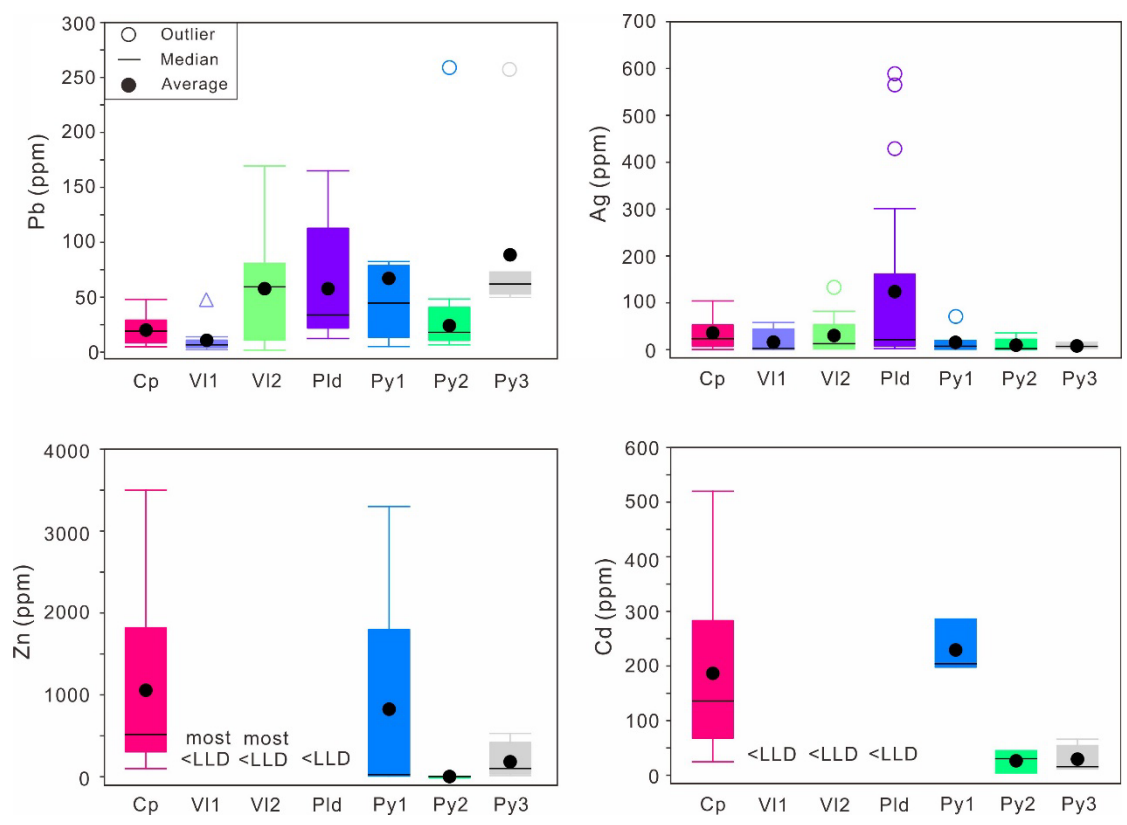 300
250
200
150
100
50
0
Pb (ppm)
Outlier
Median
Average
Cp Vl1 Vl2 Pld Py1 Py2 Py3
700
600
500
400
300
200
100
0
Ag (ppm)
Cp Vl1 Vl2 Pld Py1 Py2 Py3
4000
3000
2000
1000
0
Zn (ppm)
most most
<LLD <LLD <LLD
Cp Vl1 Vl2 Pld Py1 Py2 Py3
600
500
400
300
200
100
0
Cd (ppm)
<LLD <LLD <LLD
Cp Vl1 Vl2 Pld Py1 Py2 Py3